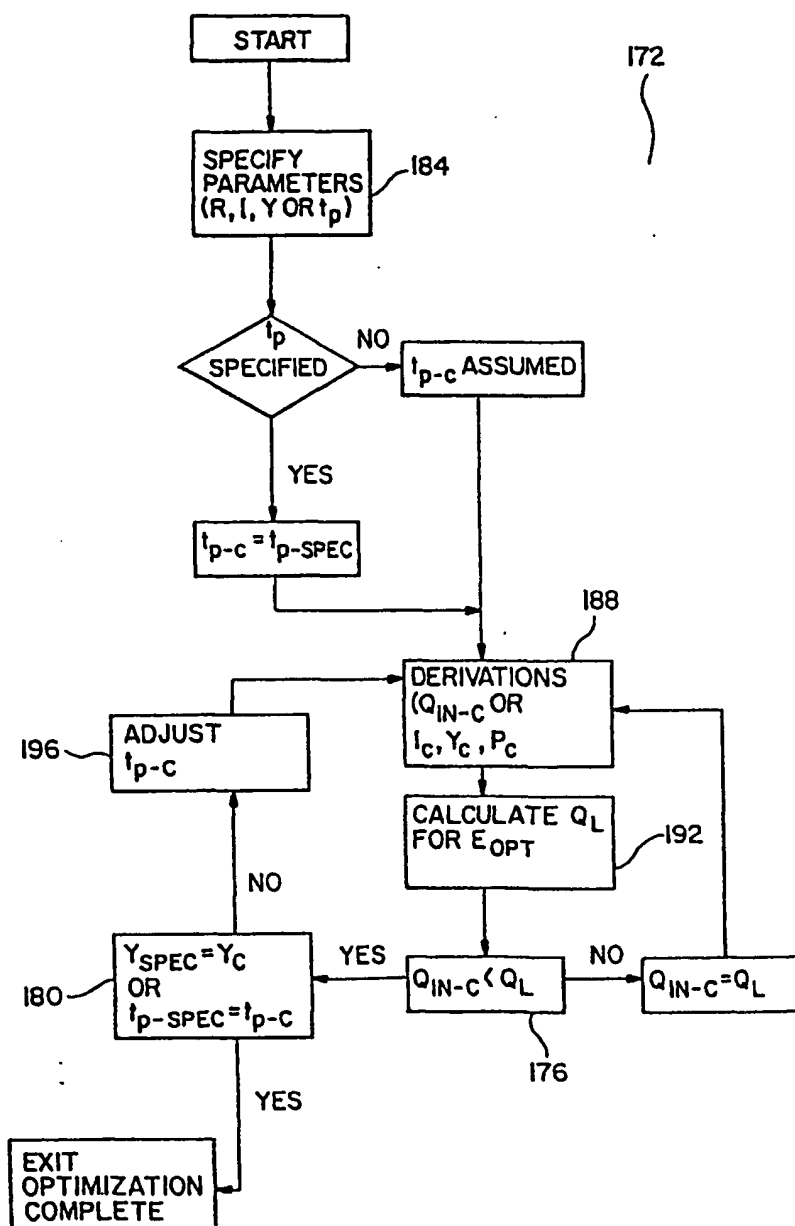 START
172
SPECIFY
PARAMETERS
(R, I, Y OR tp)
184
tp
SPECIFIED
NO
tp-c ASSUMED
YES
tp-c = tp-SPEC
188
DERIVATIONS
(QIN-C OR
IC, YC, PC
ADJUST
tp-C
196
CALCULATE QL
FOR EOPT
192
NO
YSPEC = YC
OR
tp-SPEC = tp-C
180
YES
QIN-C < QL
NO
QIN-C = QL
176
YES
EXIT
OPTIMIZATION
COMPLETE